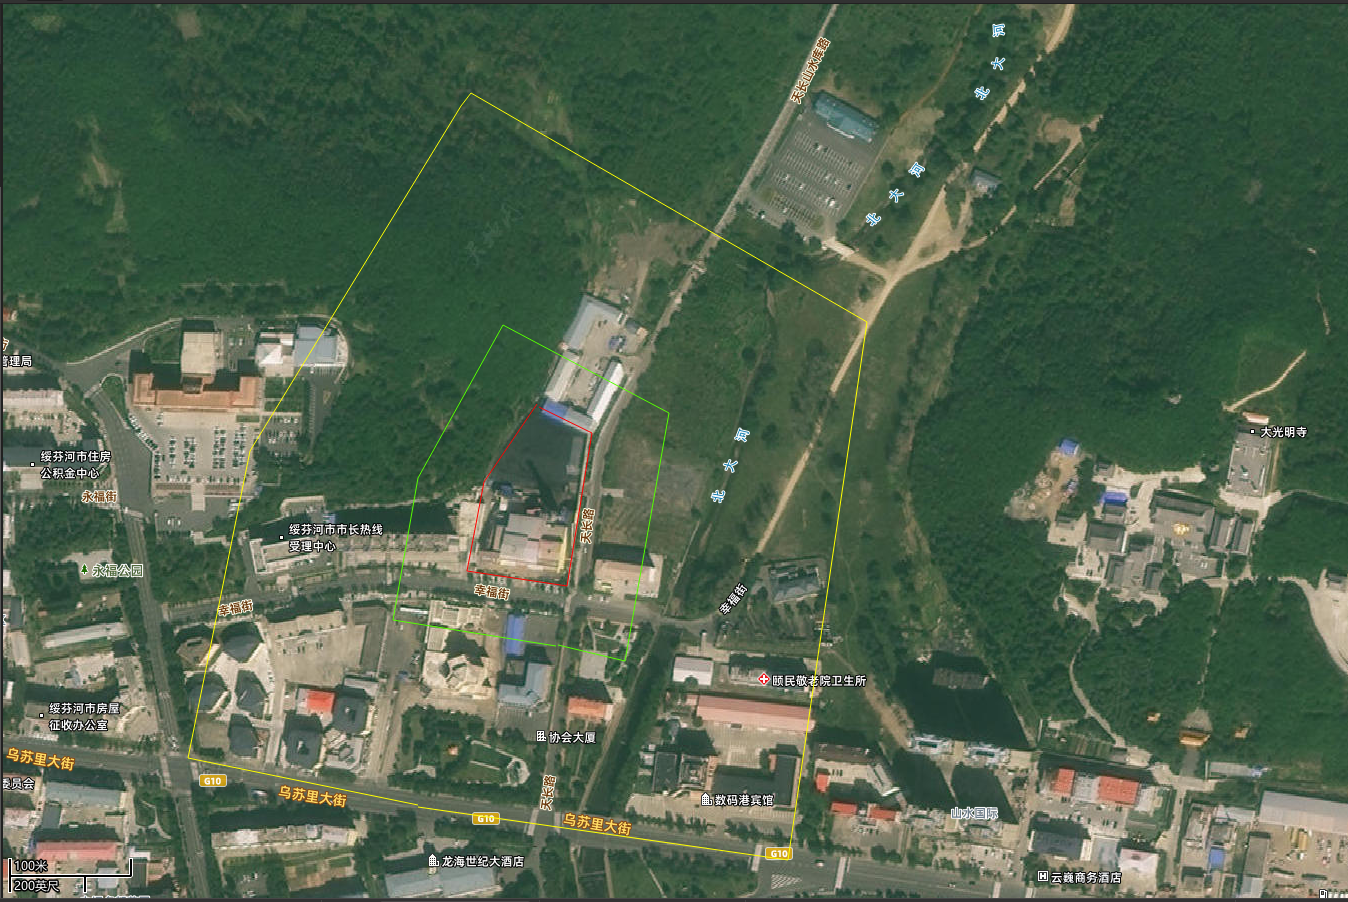 天长山水库路
北大河
北大河
管理局
大光明寺
绥芬河市住房
公积金中心
北大河
永福街
绥芬河市市长热线
受理中心
天长路
永福公园
幸福街
幸福街
幸福街
颐民敬老院卫生所
绥芬河市房屋
征收办公室
协会大厦
乌苏里大街
G10
委员会
乌苏里大街
天长路
数码港宾馆
山水国际
G10
乌苏里大街
G10
龙海世纪大酒店
100米
200英尺
云巍商务酒店